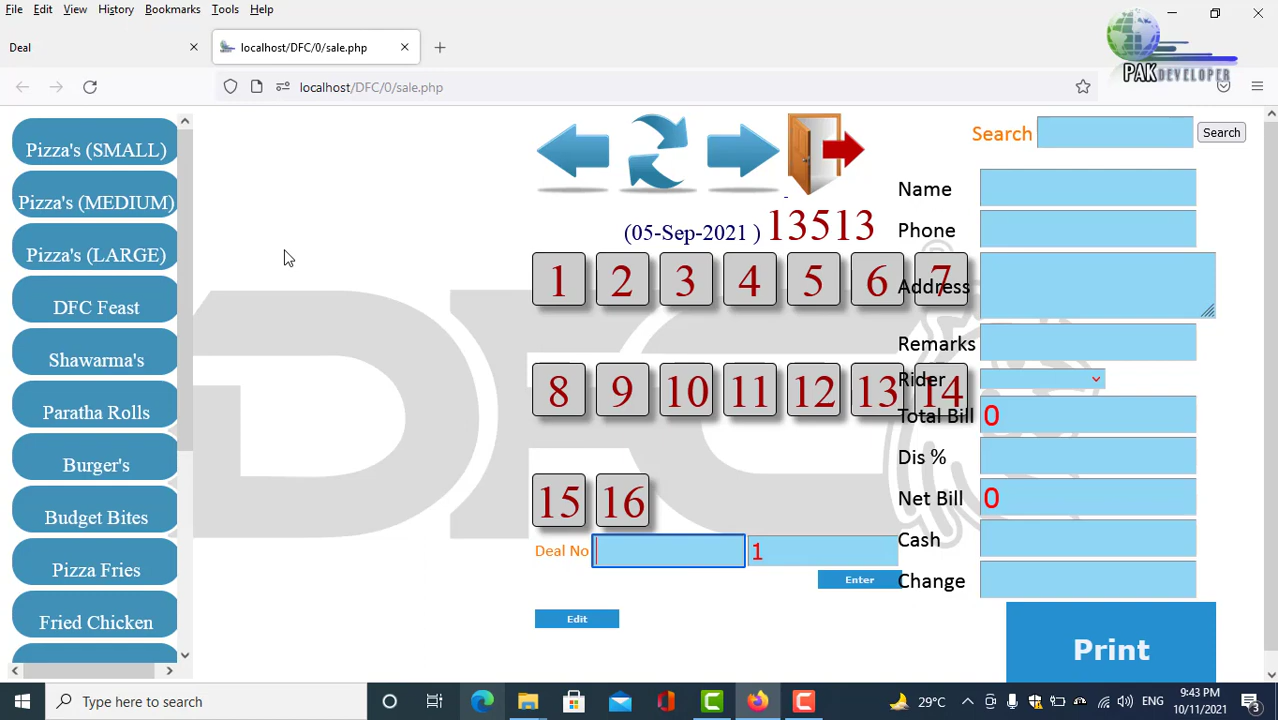 File Edit View History Bookmarks Tools Help
Deal
localhost/DFC/0/sale.php
localhost/DFC/0/sale.php
PAKDEVELOPER
Pizza's (SMALL)
Pizza's (MEDIUM)
Pizza's (LARGE)
DFC Feast
Shawarma's
Paratha Rolls
Burger's
Budget Bites
Pizza Fries
Fried Chicken
DFC
(05-Sep-2021 ) 13513
1 2 3 4 5 6 7
8 9 10 11 12 13 14
15 16
Deal No 1
Enter
Edit
Search Search
Name
Phone
Address
Remarks
Rider
Total Bill 0
Dis %
Net Bill 0
Cash
Change
Print
Type here to search
29°C
ENG
9:43 PM
10/11/2021
3